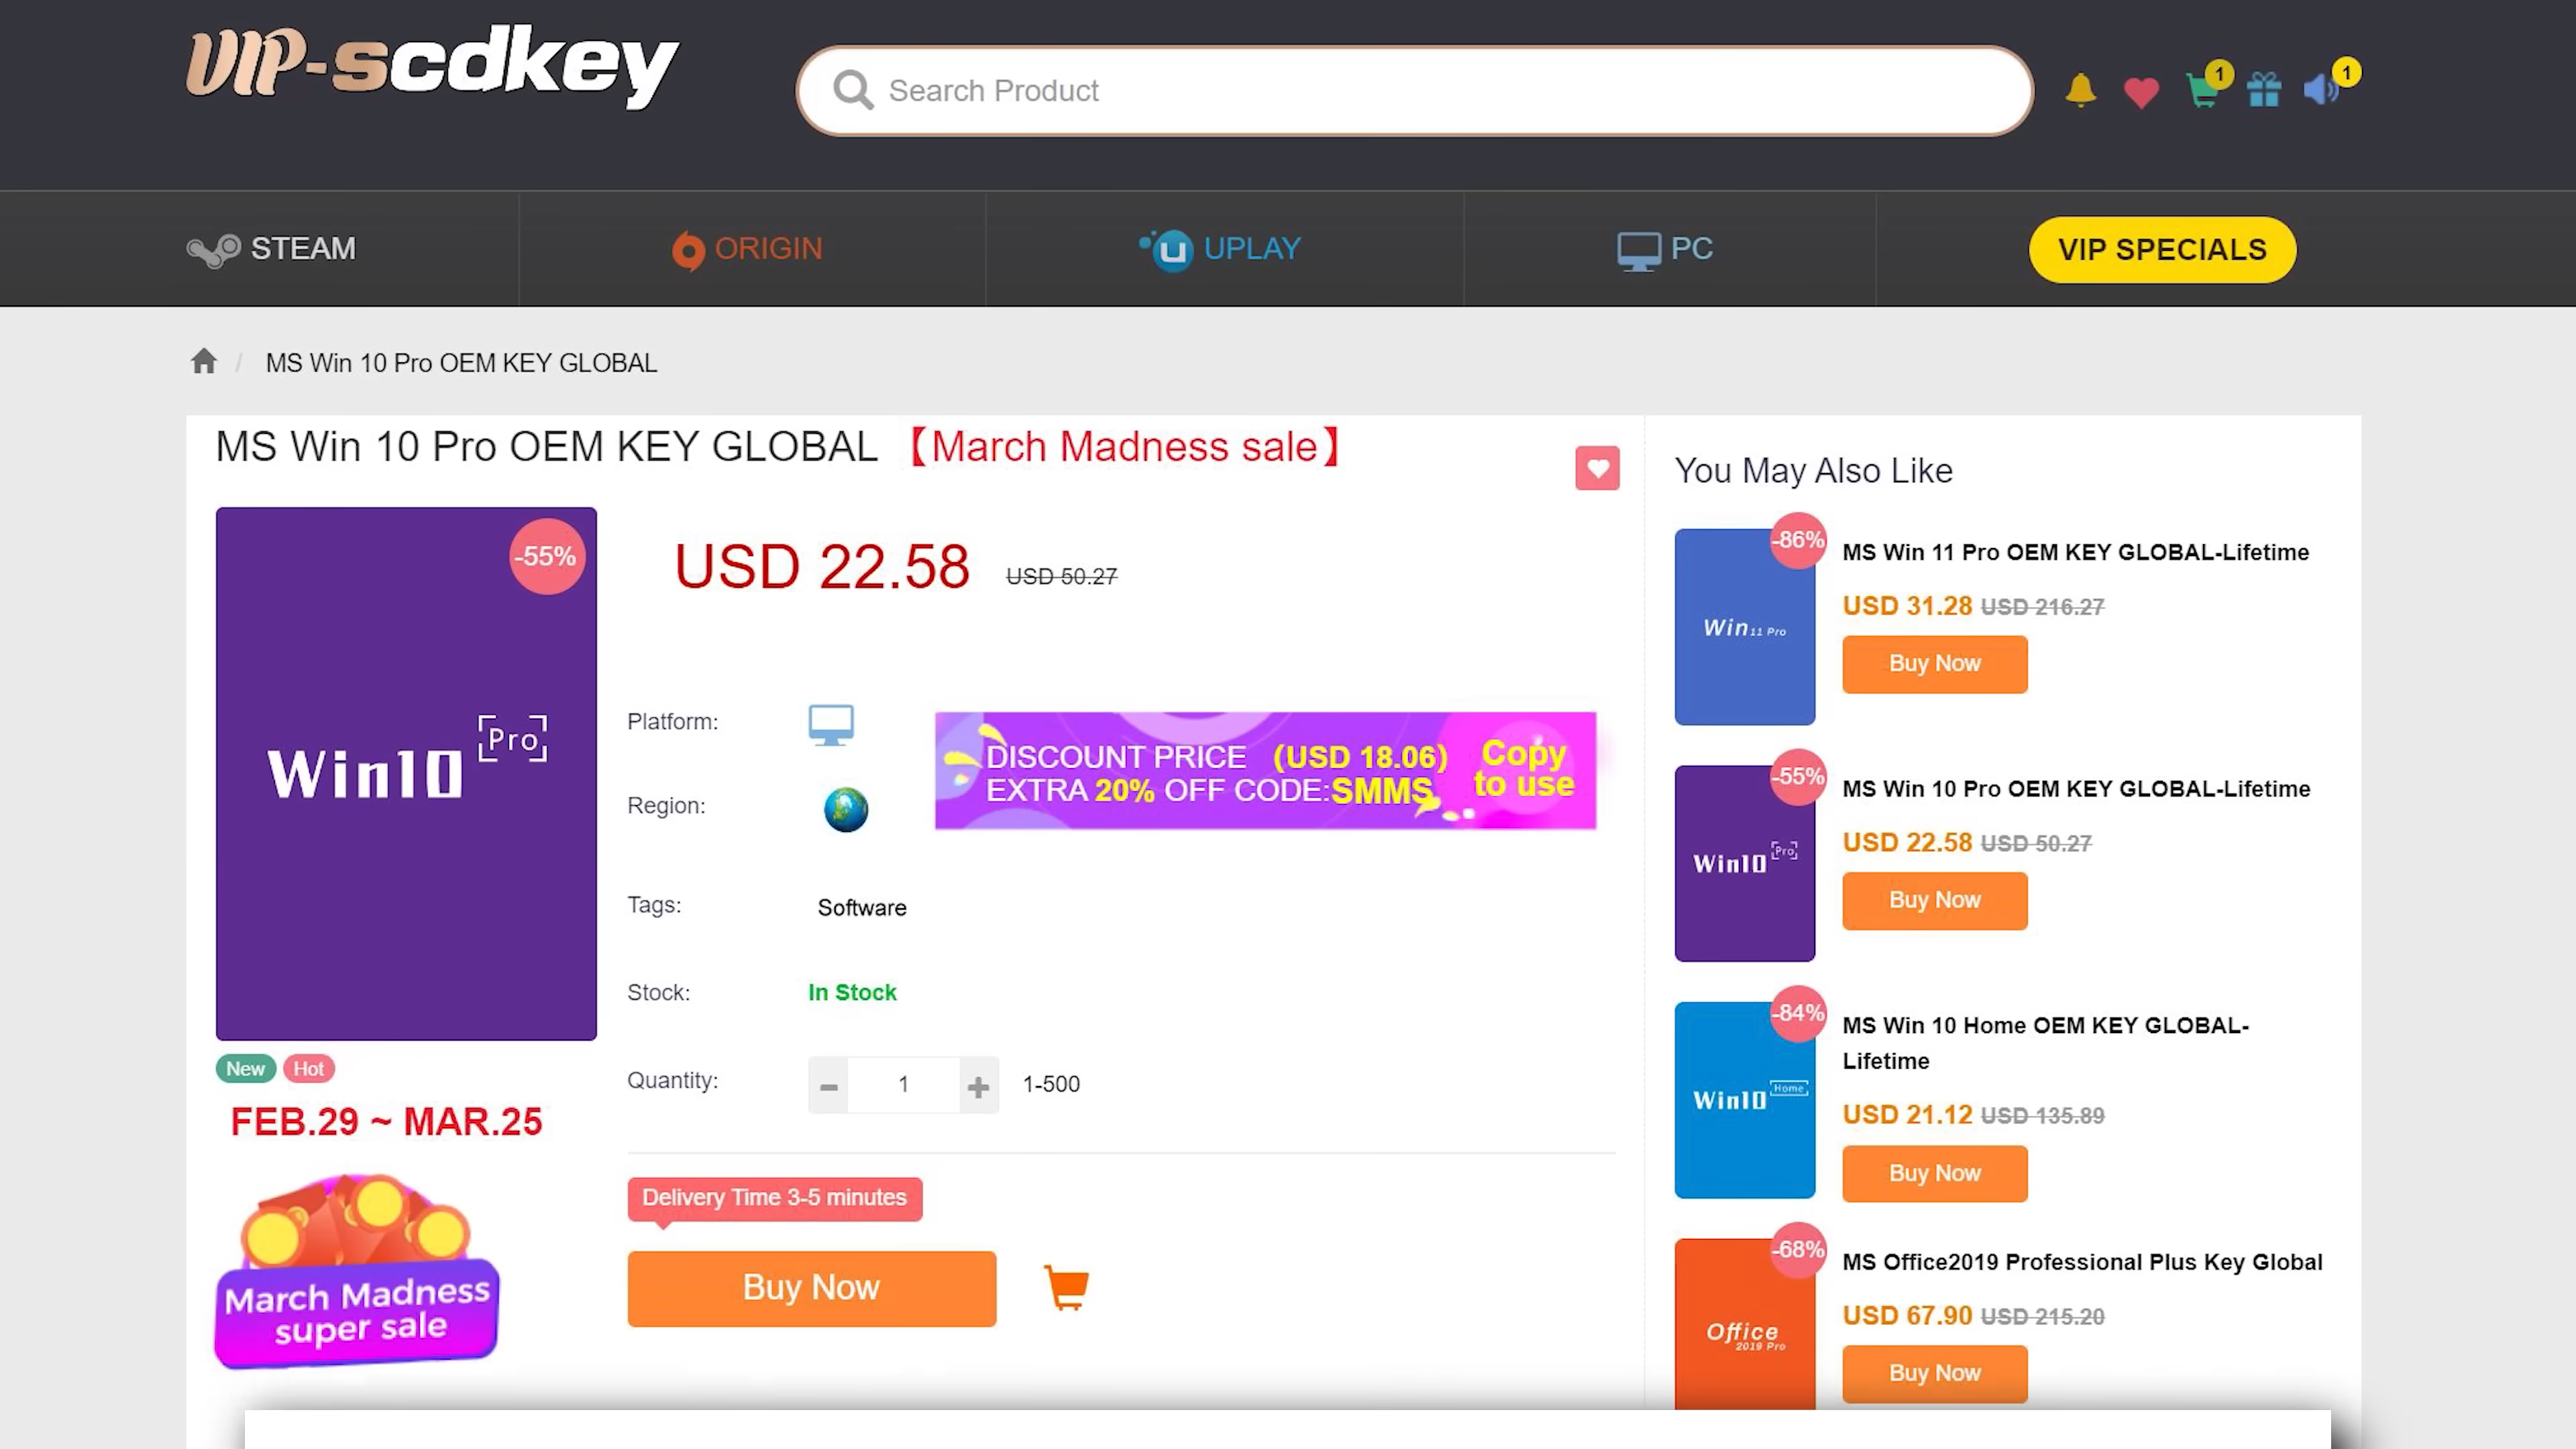 VIP-scdkey
Search Product
1
1
STEAM
ORIGIN
UPLAY
PC
VIP SPECIALS
/ MS Win 10 Pro OEM KEY GLOBAL
MS Win 10 Pro OEM KEY GLOBAL 【March Madness sale】
-55%
Win10 [Pro]
New Hot
FEB.29 ~ MAR.25
March Madness
super sale
USD 22.58 USD 50.27
Platform:
Region:
DISCOUNT PRICE (USD 18.06)
EXTRA 20% OFF CODE:SMMS
Copy
to use
Tags: Software
Stock: In Stock
Quantity: - 1 + 1-500
Delivery Time 3-5 minutes
Buy Now
You May Also Like
-86%
Win 11 Pro
MS Win 11 Pro OEM KEY GLOBAL-Lifetime
USD 31.28 USD 216.27
Buy Now
-55%
Win10 [Pro]
MS Win 10 Pro OEM KEY GLOBAL-Lifetime
USD 22.58 USD 50.27
Buy Now
-84%
Win10 [Home]
MS Win 10 Home OEM KEY GLOBAL-
Lifetime
USD 21.12 USD 135.89
Buy Now
-68%
Office
2019 Pro
MS Office2019 Professional Plus Key Global
USD 67.90 USD 215.20
Buy Now